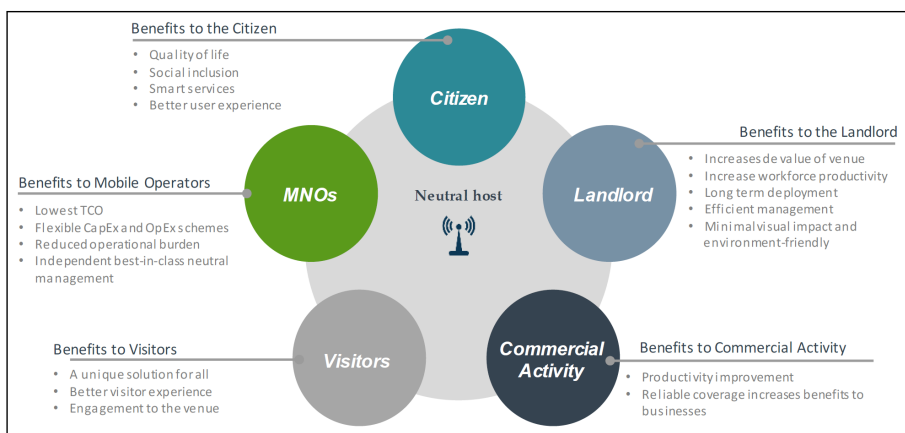 Benefits to the Citizen
• Quality of life
• Social inclusion
• Smart services
• Better user experience
Citizen
Benefits to the Landlord
• Increases de value of venue
• Increase workforce productivity
• Long term deployment
• Efficient management
• Minimal visual impact and
environment-friendly
Landlord
Benefits to Mobile Operators
• Lowest TCO
• Flexible CapEx and OpEx schemes
• Reduced operational burden
• Independent best-in-class neutral
management
MNOs
Neutral host
Benefits to Visitors
• A unique solution for all
• Better visitor experience
• Engagement to the venue
Visitors
Commercial
Activity
Benefits to Commercial Activity
• Productivity improvement
• Reliable coverage increases benefits to
businesses